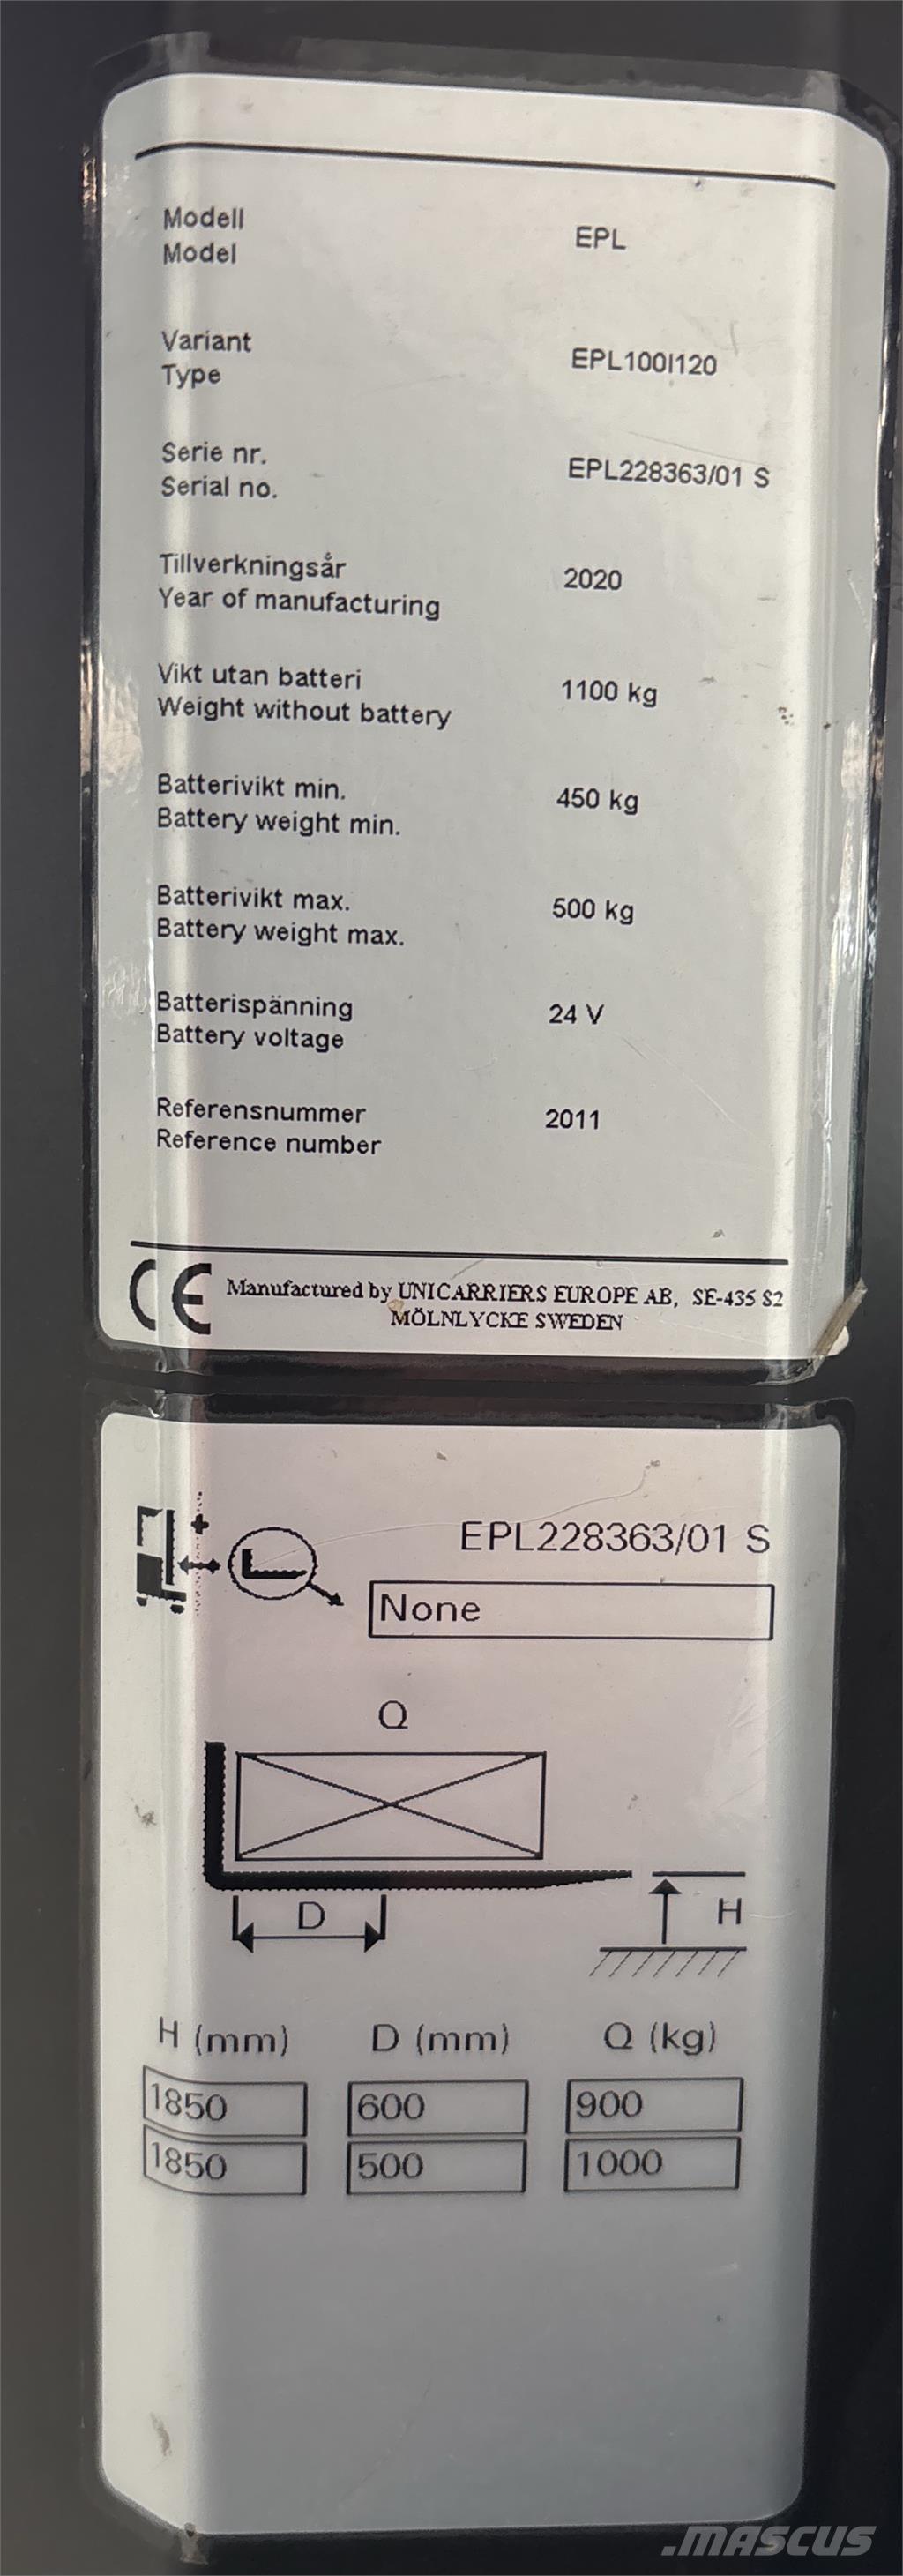 Modell
Model EPL
Variant
Type EPL100I120
Serie nr.
Serial no. EPL228363/01 S
Tillverkningsår
Year of manufacturing 2020
Vikt utan batteri
Weight without battery 1100 kg
Batterivikt min.
Battery weight min. 450 kg
Batterivikt max.
Battery weight max. 500 kg
Batterispänning
Battery voltage 24 V
Referensnummer
Reference number 2011
CE Manufactured by UNICARRIERS EUROPE AB, SE-435 82
MÖLNLYCKE SWEDEN
EPL228363/01 S
None
Q
D H
H (mm) D (mm) Q (kg)
1850 600 900
1850 500 1000
.MASCUS